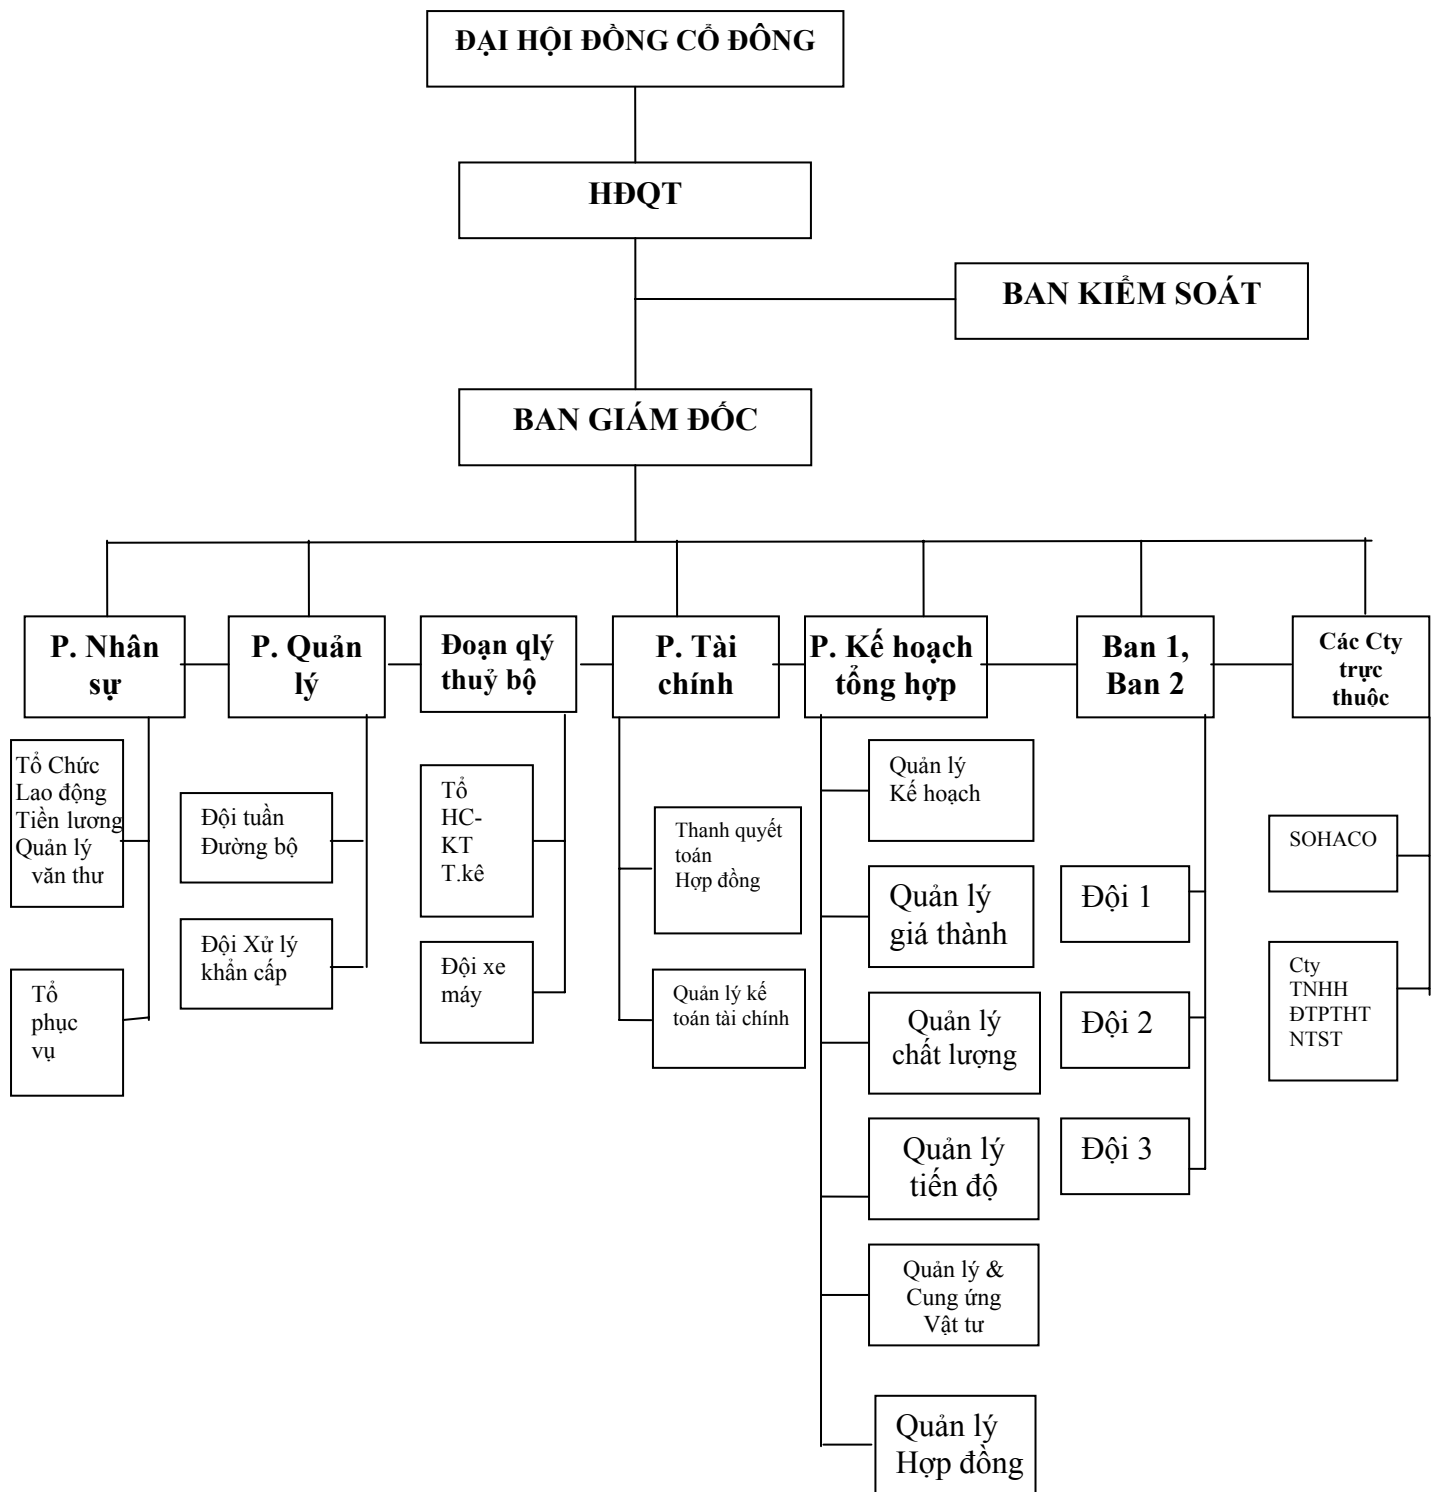 ĐẠI HỘI ĐỒNG CỔ ĐÔNG
HĐQT
BAN KIỂM SOÁT
BAN GIÁM ĐỐC
P. Nhân
sự
P. Quản
lý
Đoạn qlý
thuỷ bộ
P. Tài
chính
P. Kế hoạch
tổng hợp
Ban 1,
Ban 2
Các Cty
trực
thuộc
Tổ Chức
Lao động
Tiền lương
Quản lý
văn thư
Tổ
phục
vụ
Đội tuần
Đường bộ
Đội Xử lý
khẩn cấp
Tổ
HC-
KT
T.kê
Đội xe
máy
Thanh quyết
toán
Hợp đồng
Quản lý kế
toán tài chính
Quản lý
Kế hoạch
Quản lý
giá thành
Quản lý
chất lượng
Quản lý
tiến độ
Quản lý &
Cung ứng
Vật tư
Quản lý
Hợp đồng
Đội 1
Đội 2
Đội 3
SOHACO
Cty
TNHH
ĐTPTHT
NTST